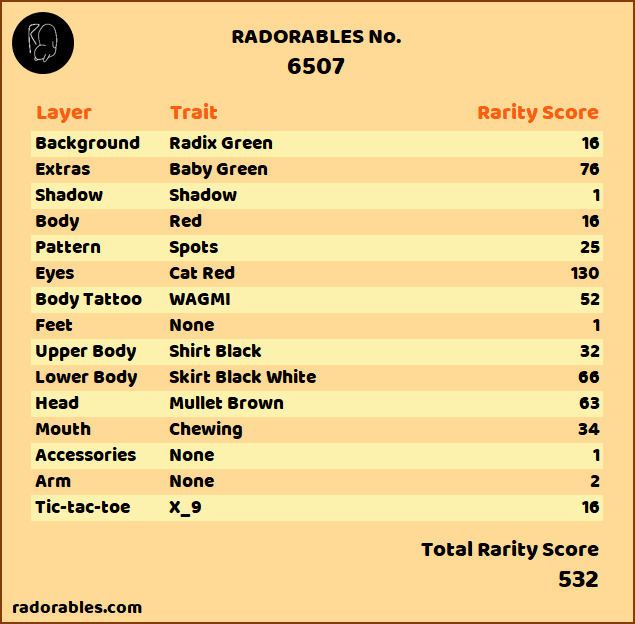 RADORABLES No.
6507
Layer Trait Rarity Score
Background Radix Green 16
Extras Baby Green 76
Shadow Shadow 1
Body Red 16
Pattern Spots 25
Eyes Cat Red 130
Body Tattoo WAGMI 52
Feet None 1
Upper Body Shirt Black 32
Lower Body Skirt Black White 66
Head Mullet Brown 63
Mouth Chewing 34
Accessories None 1
Arm None 2
Tic-tac-toe X_9 16
Total Rarity Score
532
radorables.com